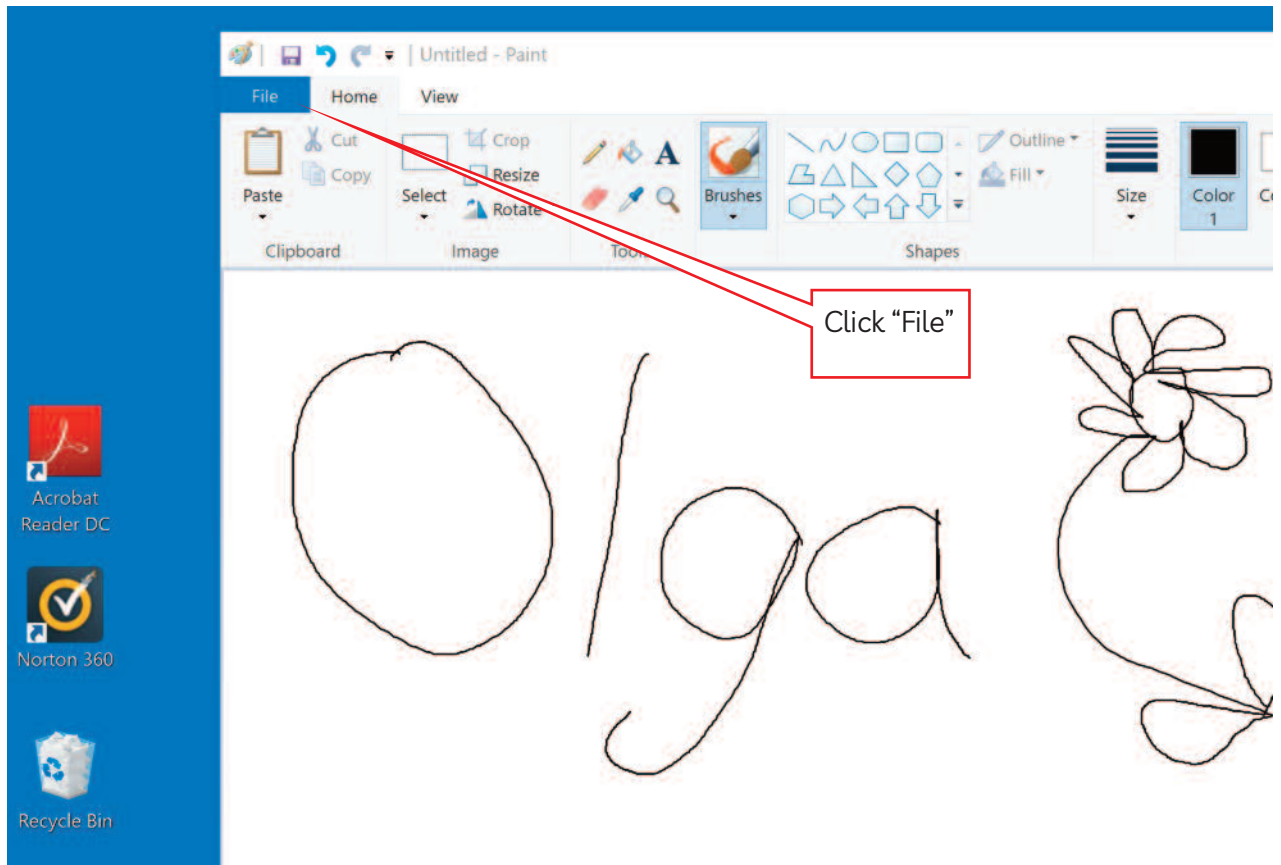 Untitled - Paint
File Home View
Paste
Cut
Copy
Clipboard
Select
Crop
Resize
Rotate
Image
Brushes
Outline
Fill
Shapes
Size
Color
1
Click “File”
Olga
Acrobat
Reader DC
Norton 360
Recycle Bin